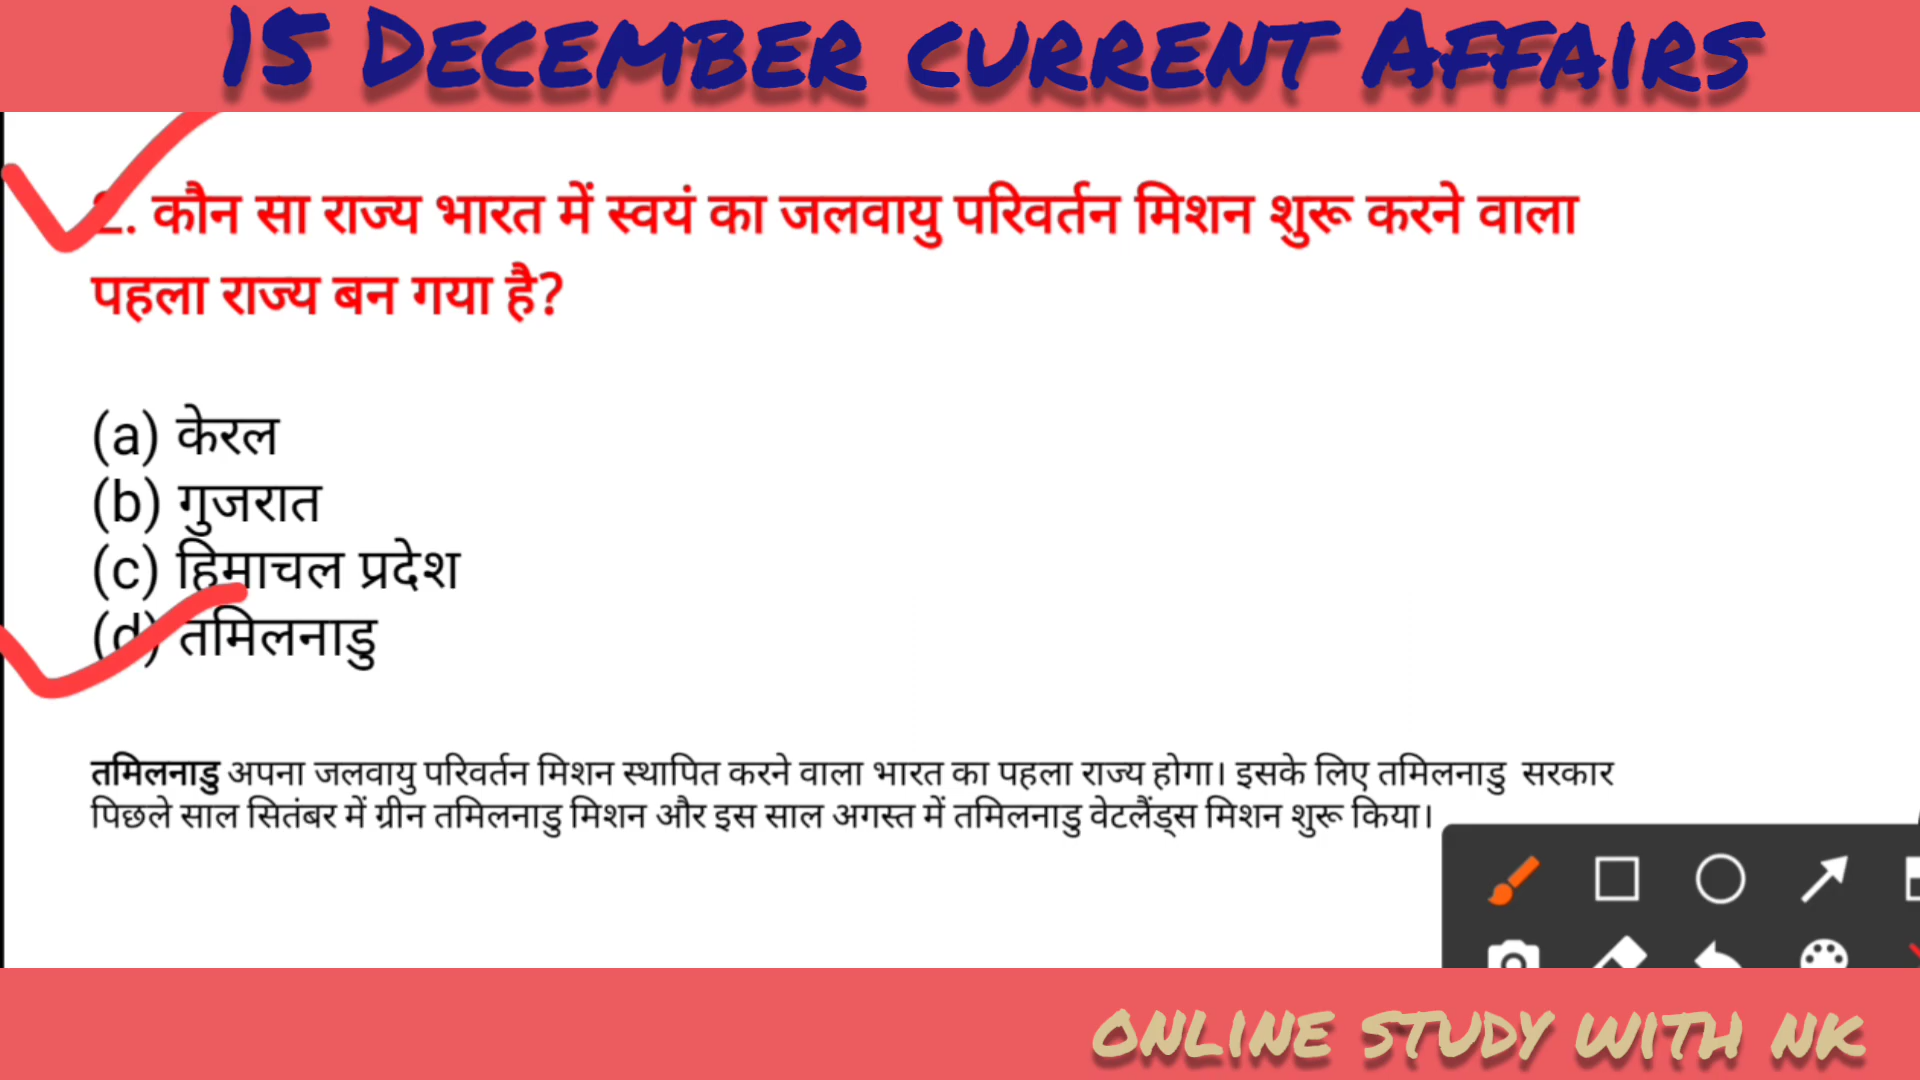 15 DECEMBER CURRENT AFFAIRS
2. कौन सा राज्य भारत में स्वयं का जलवायु परिवर्तन मिशन शुरू करने वाला
पहला राज्य बन गया है?
(a) केरल
(b) गुजरात
(c) हिमाचल प्रदेश
(d) तमिलनाडु
तमिलनाडु अपना जलवायु परिवर्तन मिशन स्थापित करने वाला भारत का पहला राज्य होगा। इसके लिए तमिलनाडु सरकार
पिछले साल सितंबर में ग्रीन तमिलनाडु मिशन और इस साल अगस्त में तमिलनाडु वेटलैंड्स मिशन शुरू किया।
ONLINE STUDY WITH NK